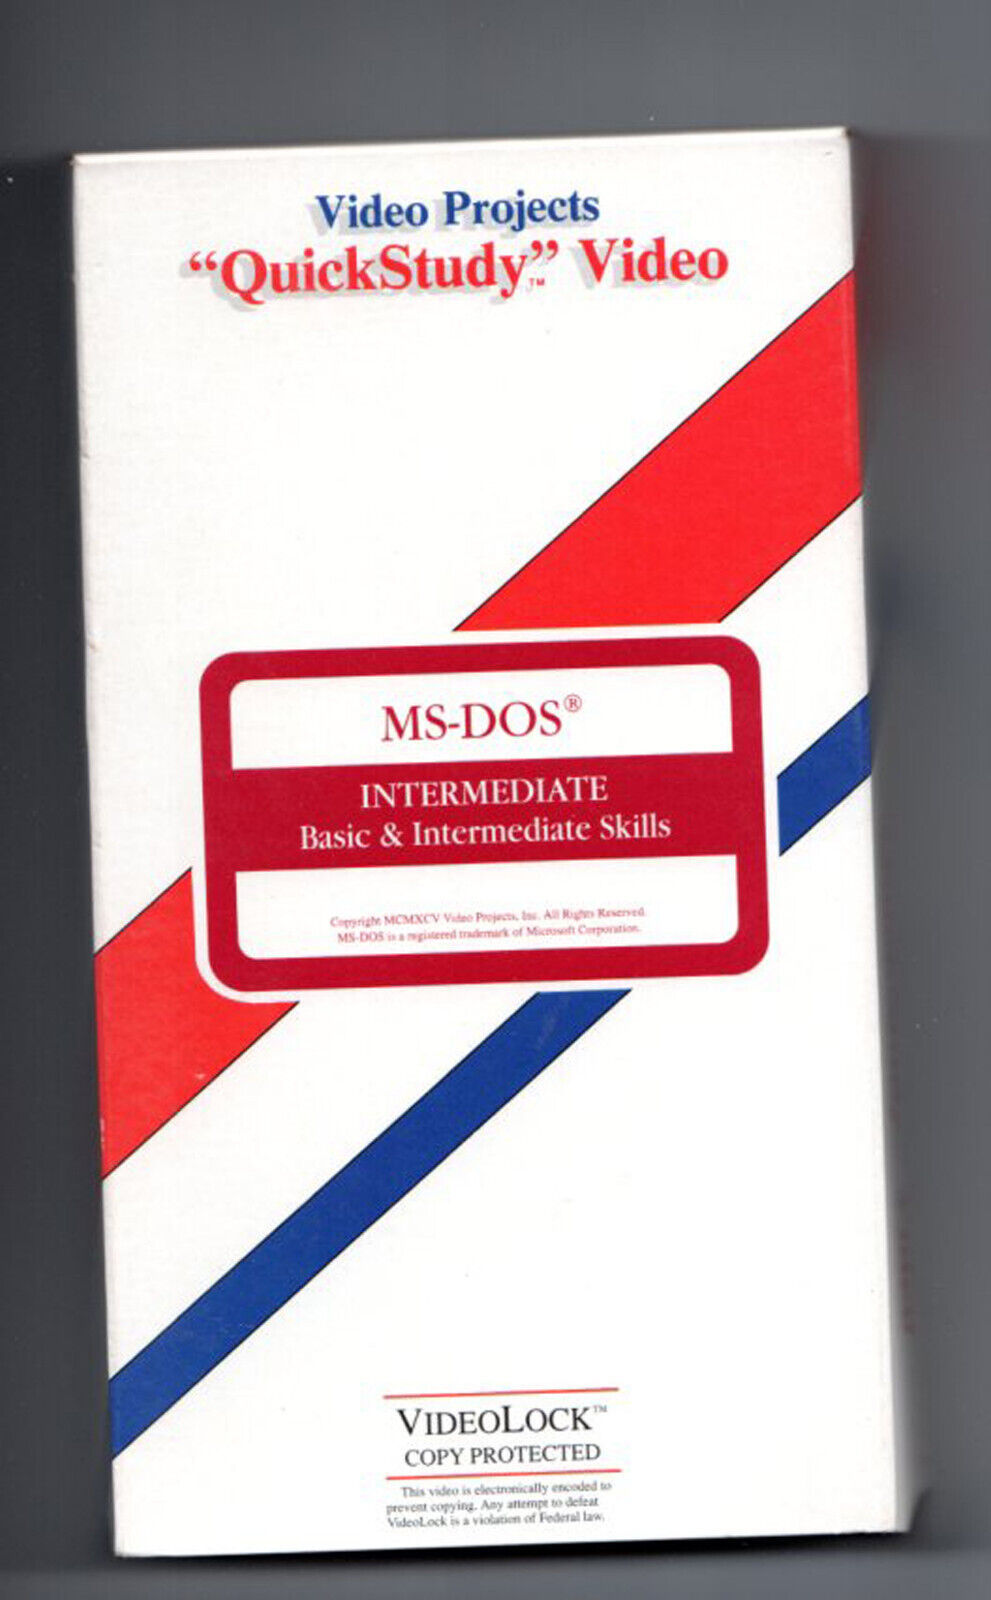 Video Projects
“QuickStudy™” Video
MS-DOS®
INTERMEDIATE
Basic & Intermediate Skills
Copyright MCMXCV Video Projects, Inc. All Rights Reserved.
MS-DOS is a registered trademark of Microsoft Corporation.
VIDEOLOCK™
COPY PROTECTED
This video is electronically encoded to
prevent copying. Any attempt to defeat
VideoLock is a violation of Federal law.